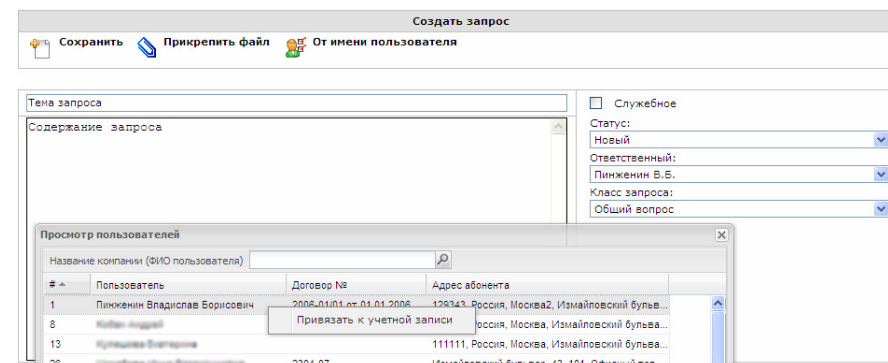 Создать запрос
Сохранить Прикрепить файл От имени пользователя
Тема запроса
Содержание запроса
Служебное
Статус:
Новый
Ответственный:
Пинженин В.Б.
Класс запроса:
Общий вопрос
Просмотр пользователей
Название компании (ФИО пользователя)
# Пользователь Договор № Адрес абонента
1 Пинженин Владислав Борисович 2006-01/01 от 01.01.2006 129343, Россия, Москва2, Измайловский бульв...
Привязать к учетной записи
8 Россия, Москва, Измайловский бульва...
13 111111, Россия, Москва, Измайловский бульва...